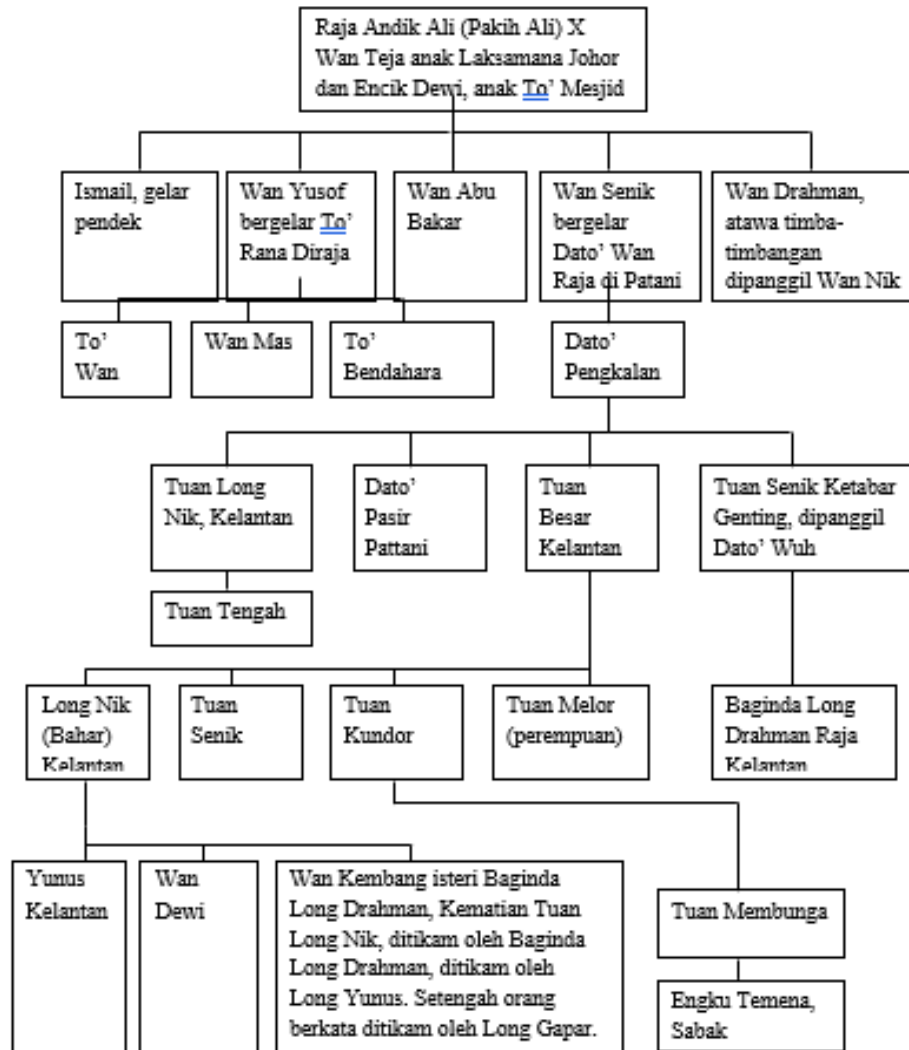 Raja Andik Ali (Pakih Ali) X
Wan Teja anak Laksamana Johor
dan Encik Dewi, anak To’ Mesjid
Ismail, gelar
pendek
Wan Yusof
bergelar To’
Rana Diraja
Wan Abu
Bakar
Wan Senik
bergelar
Dato’ Wan
Raja di Patani
Wan Drahman,
atawa timba-
timbangan
dipanggil Wan Nik
To’
Wan
Wan Mas
To’
Bendahara
Dato’
Pengkalan
Tuan Long
Nik, Kelantan
Dato’
Pasir
Pattani
Tuan
Besar
Kelantan
Tuan Senik Ketabar
Genting, dipanggil
Dato’ Wuh
Tuan Tengah
Long Nik
(Bahar)
Kelantan
Tuan
Senik
Tuan
Kundor
Tuan Melor
(perempuan)
Baginda Long
Drahman Raja
Kelantan
Yunus
Kelantan
Wan
Dewi
Wan Kembang isteri Baginda
Long Drahman, Kematian Tuan
Long Nik, ditikam oleh Baginda
Long Drahman, ditikam oleh
Long Yunus. Setengah orang
berkata ditikam oleh Long Gapar.
Tuan Membunga
Engku Temena,
Sabak